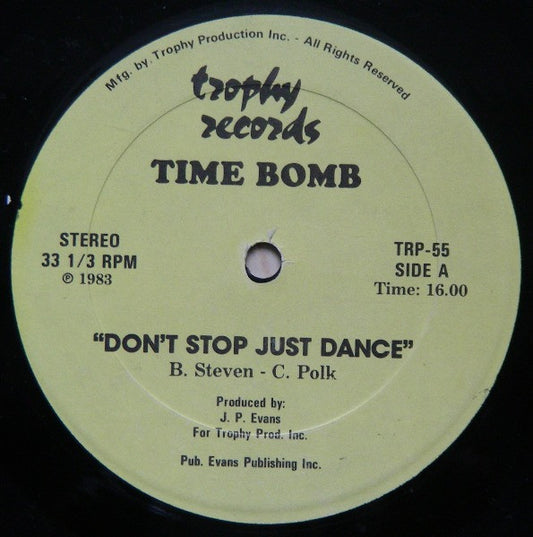 Mfg. by. Trophy Production Inc. - All Rights Reserved
trophy
records
TIME BOMB
STEREO
33 1/3 RPM
℗ 1983
TRP-55
SIDE A
Time: 16.00
"DON'T STOP JUST DANCE"
B. Steven - C. Polk
Produced by:
J. P. Evans
For Trophy Prod. Inc.
Pub. Evans Publishing Inc.